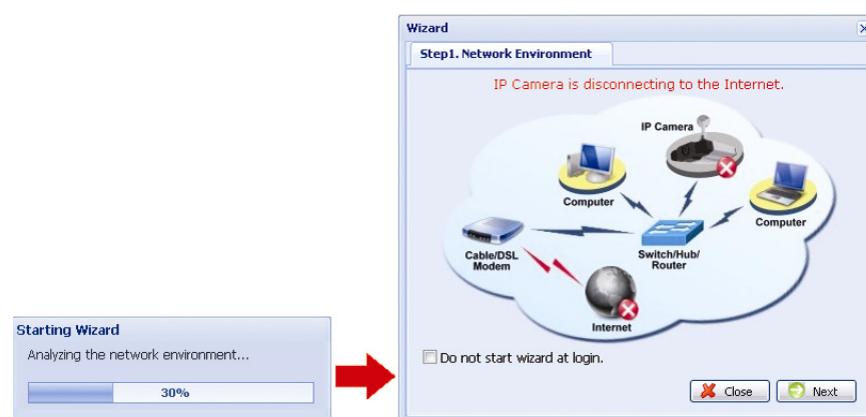 Starting Wizard
Analyzing the network environment...
30%
Wizard
Step1. Network Environment
IP Camera is disconnecting to the Internet.
IP Camera
Computer
Computer
Cable/DSL
Modem
Switch/Hub/
Router
Internet
Do not start wizard at login.
Close
Next